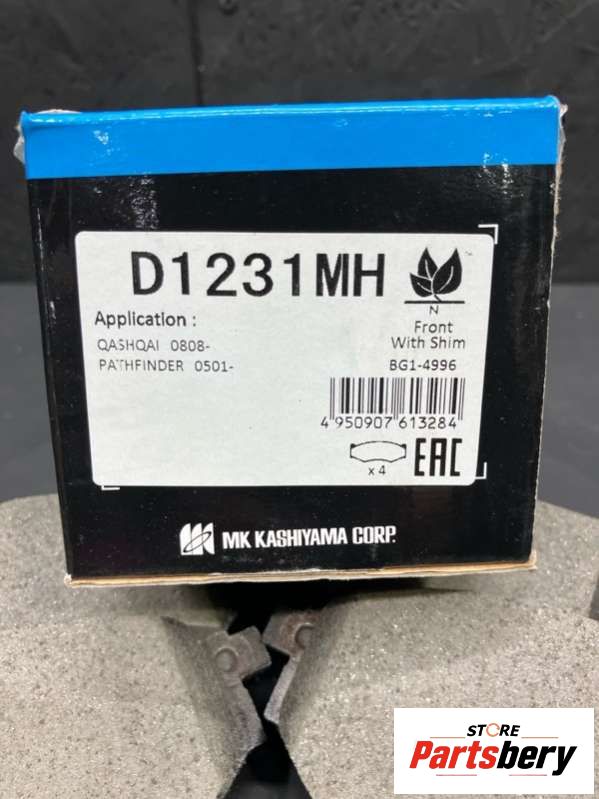 D1231MH
N
Application :
QASHQAI 0808-
PATHFINDER 0501-
Front
With Shim
BG1-4996
4 950907 613284
x 4
EAC
MK KASHIYAMA CORP.
STORE
Partsbery